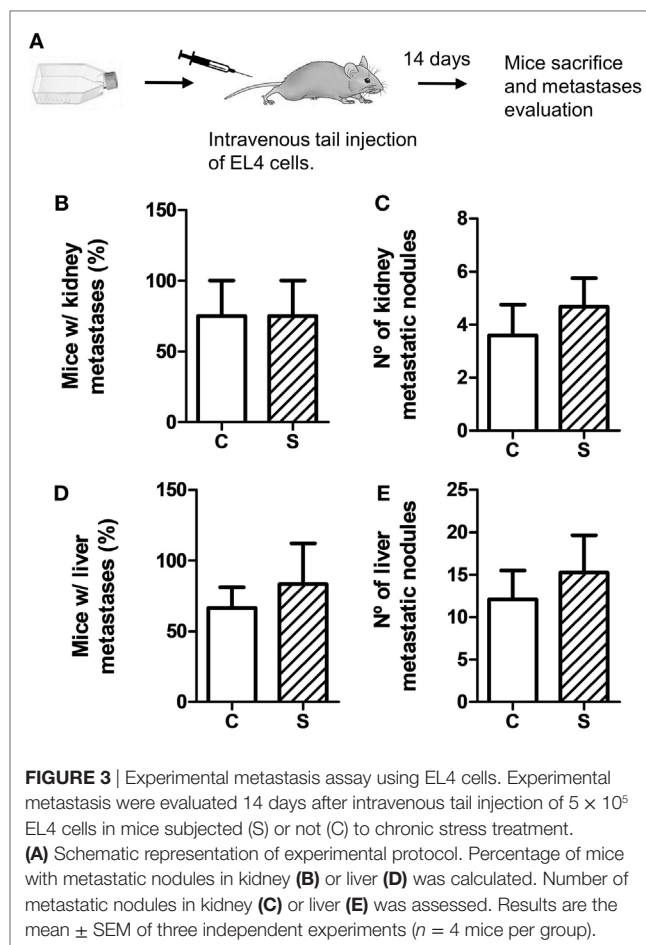 A
14 days
Mice sacrifice
and metastases
evaluation
Intravenous tail injection
of EL4 cells.
B
Mice w/ kidney
metastases (%)
150
100
50
0
C
S
C
Nº of kidney
metastatic nodules
8
6
4
2
0
C
S
D
Mice w/ liver
metastases (%)
150
100
50
0
C
S
E
Nº of liver
metastatic nodules
25
20
15
10
5
0
C
S
FIGURE 3 | Experimental metastasis assay using EL4 cells. Experimental
metastasis were evaluated 14 days after intravenous tail injection of 5 × 10⁵
EL4 cells in mice subjected (S) or not (C) to chronic stress treatment.
(A) Schematic representation of experimental protocol. Percentage of mice
with metastatic nodules in kidney (B) or liver (D) was calculated. Number of
metastatic nodules in kidney (C) or liver (E) was assessed. Results are the
mean ± SEM of three independent experiments (n = 4 mice per group).